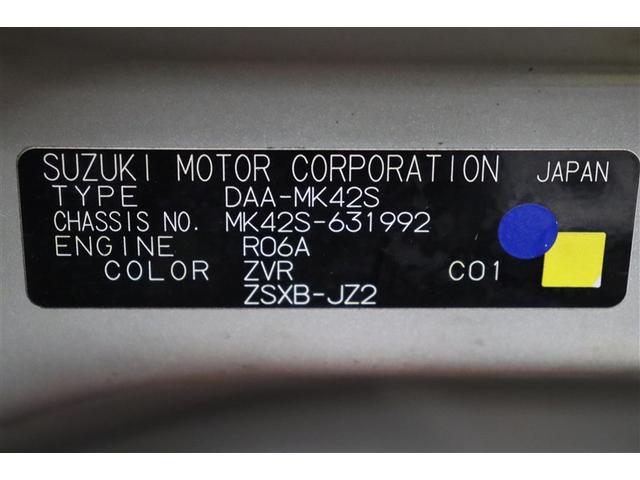 SUZUKI MOTOR CORPORATION JAPAN
TYPE DAA-MK42S
CHASSIS NO. MK42S-631992
ENGINE R06A
COLOR ZVR C01
ZSXB-JZ2